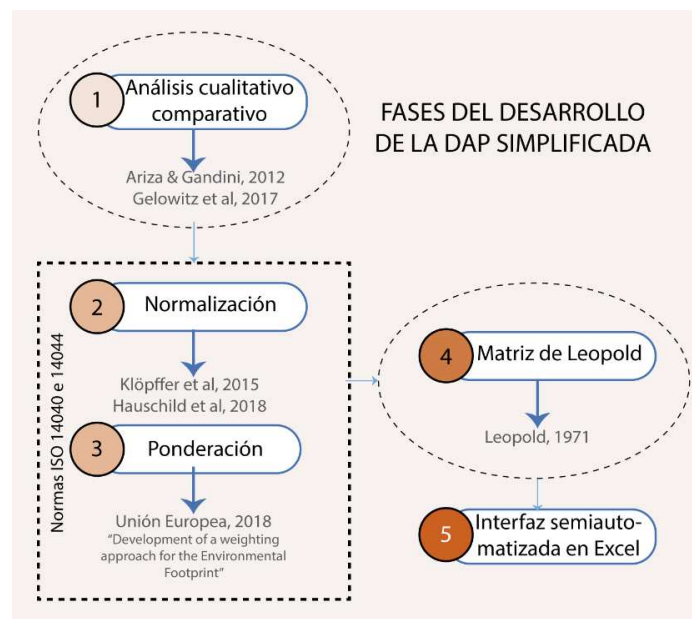 FASES DEL DESARROLLO
DE LA DAP SIMPLIFICADA
1
Análisis cualitativo
comparativo
Ariza & Gandini, 2012
Gelowitz et al, 2017
Normas ISO 14040 e 14044
2
Normalización
Klöpffer et al, 2015
Hauschild et al, 2018
3
Ponderación
Unión Europea, 2018
“Development of a weighting
approach for the Environmental
Footprint”
4
Matriz de Leopold
Leopold, 1971
5
Interfaz semiauto-
matizada en Excel